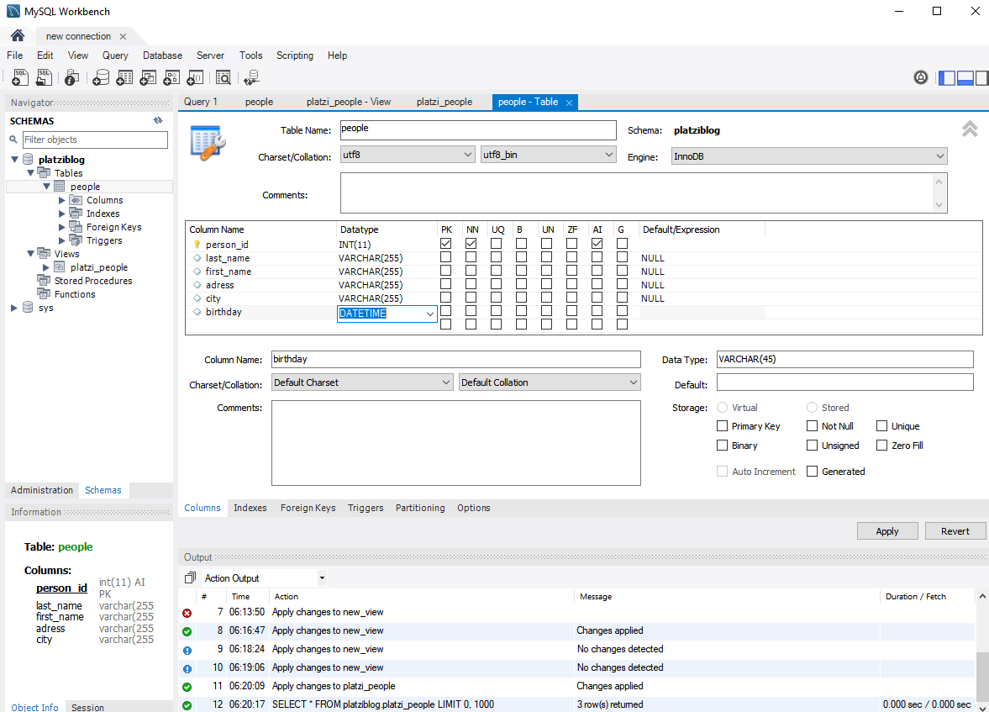 MySQL Workbench
new connection
File Edit View Query Database Server Tools Scripting Help
Navigator
SCHEMAS
Filter objects
platziblog
Tables
people
Columns
Indexes
Foreign Keys
Triggers
Views
platzi_people
Stored Procedures
Functions
sys
Administration Schemas
Information
Table: people
Columns:
person_id int(11) AI
PK
last_name varchar(255
first_name varchar(255
adress varchar(255
city varchar(255
Object Info Session
Query 1 people platzi_people - View platzi_people people - Table
Table Name: people Schema: platziblog
Charset/Collation: utf8 utf8_bin Engine: InnoDB
Comments:
Column Name Datatype PK NN UQ B UN ZF AI G Default/Expression
person_id INT(11)
last_name VARCHAR(255) NULL
first_name VARCHAR(255) NULL
adress VARCHAR(255) NULL
city VARCHAR(255) NULL
birthday DATETIME
Column Name: birthday Data Type: VARCHAR(45)
Charset/Collation: Default Charset Default Collation Default:
Comments: Storage: Virtual Stored
Primary Key Not Null Unique
Binary Unsigned Zero Fill
Auto Increment Generated
Columns Indexes Foreign Keys Triggers Partitioning Options
Apply Revert
Output
Action Output
# Time Action Message Duration / Fetch
7 06:13:50 Apply changes to new_view
8 06:16:47 Apply changes to new_view Changes applied
9 06:18:24 Apply changes to new_view No changes detected
10 06:19:06 Apply changes to new_view No changes detected
11 06:20:09 Apply changes to platzi_people Changes applied
12 06:20:17 SELECT * FROM platziblog.platzi_people LIMIT 0, 1000 3 row(s) returned 0.000 sec / 0.000 sec